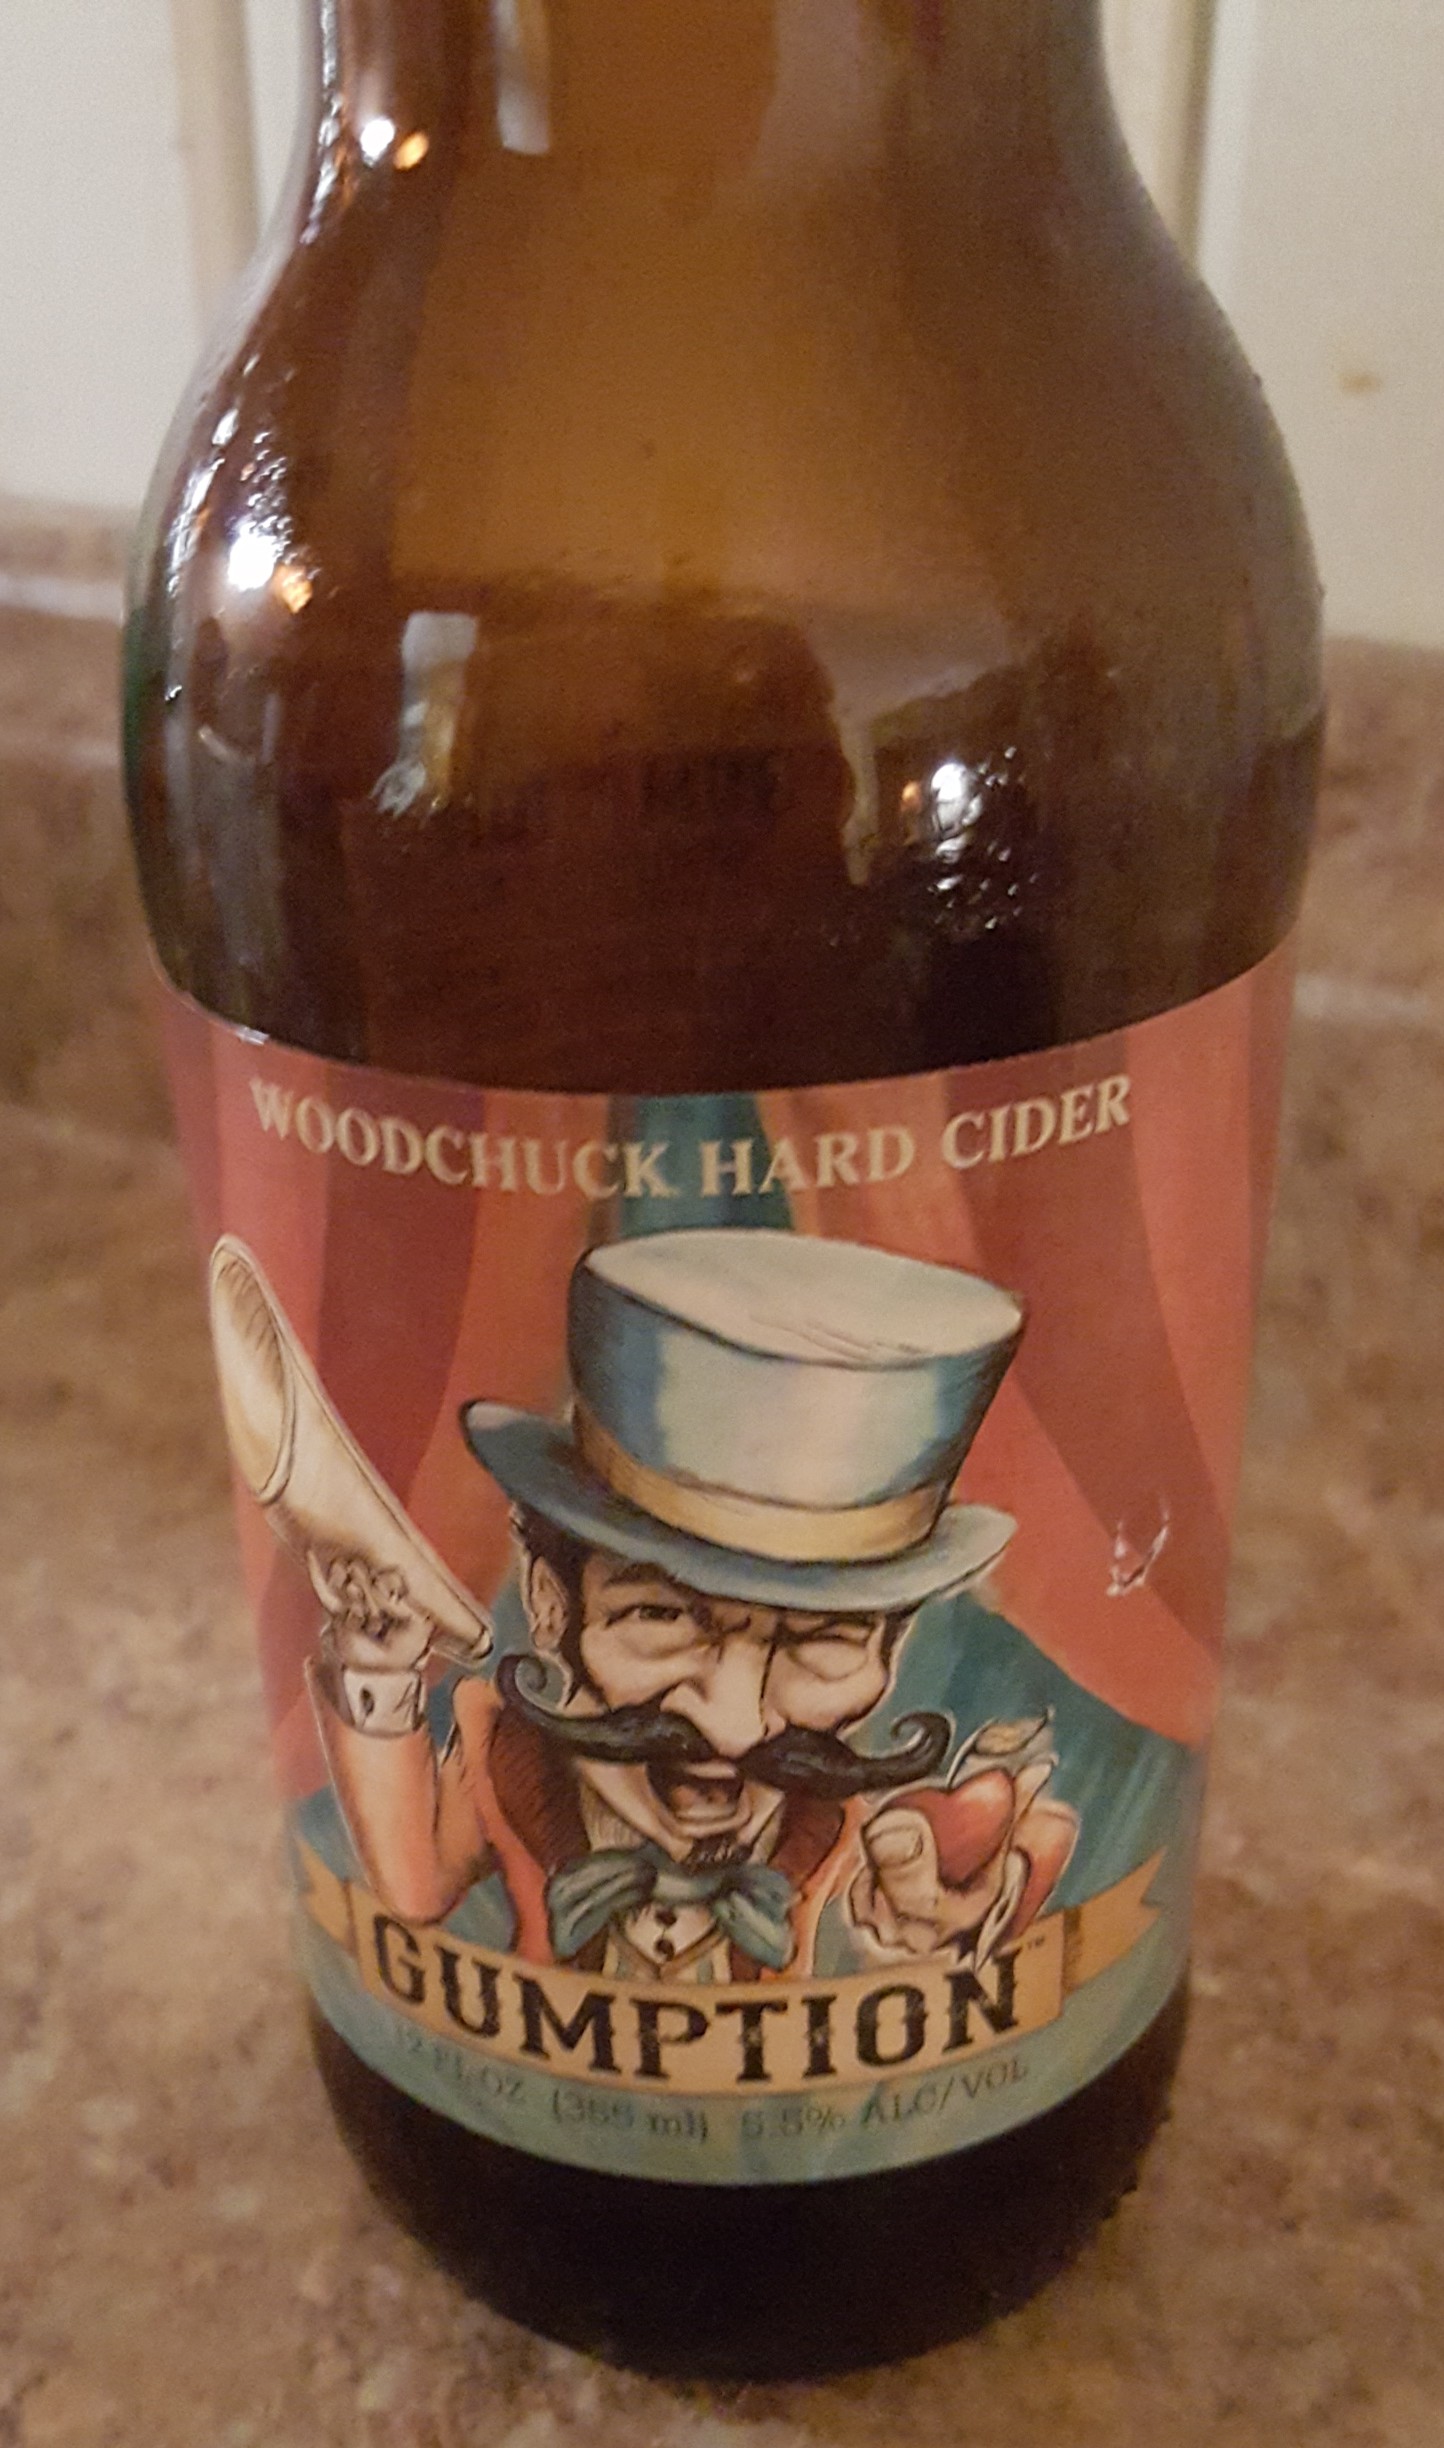 WOODCHUCK HARD CIDER
GUMPTION™
12 FL OZ (355 ml) 5.5% ALC/VOL